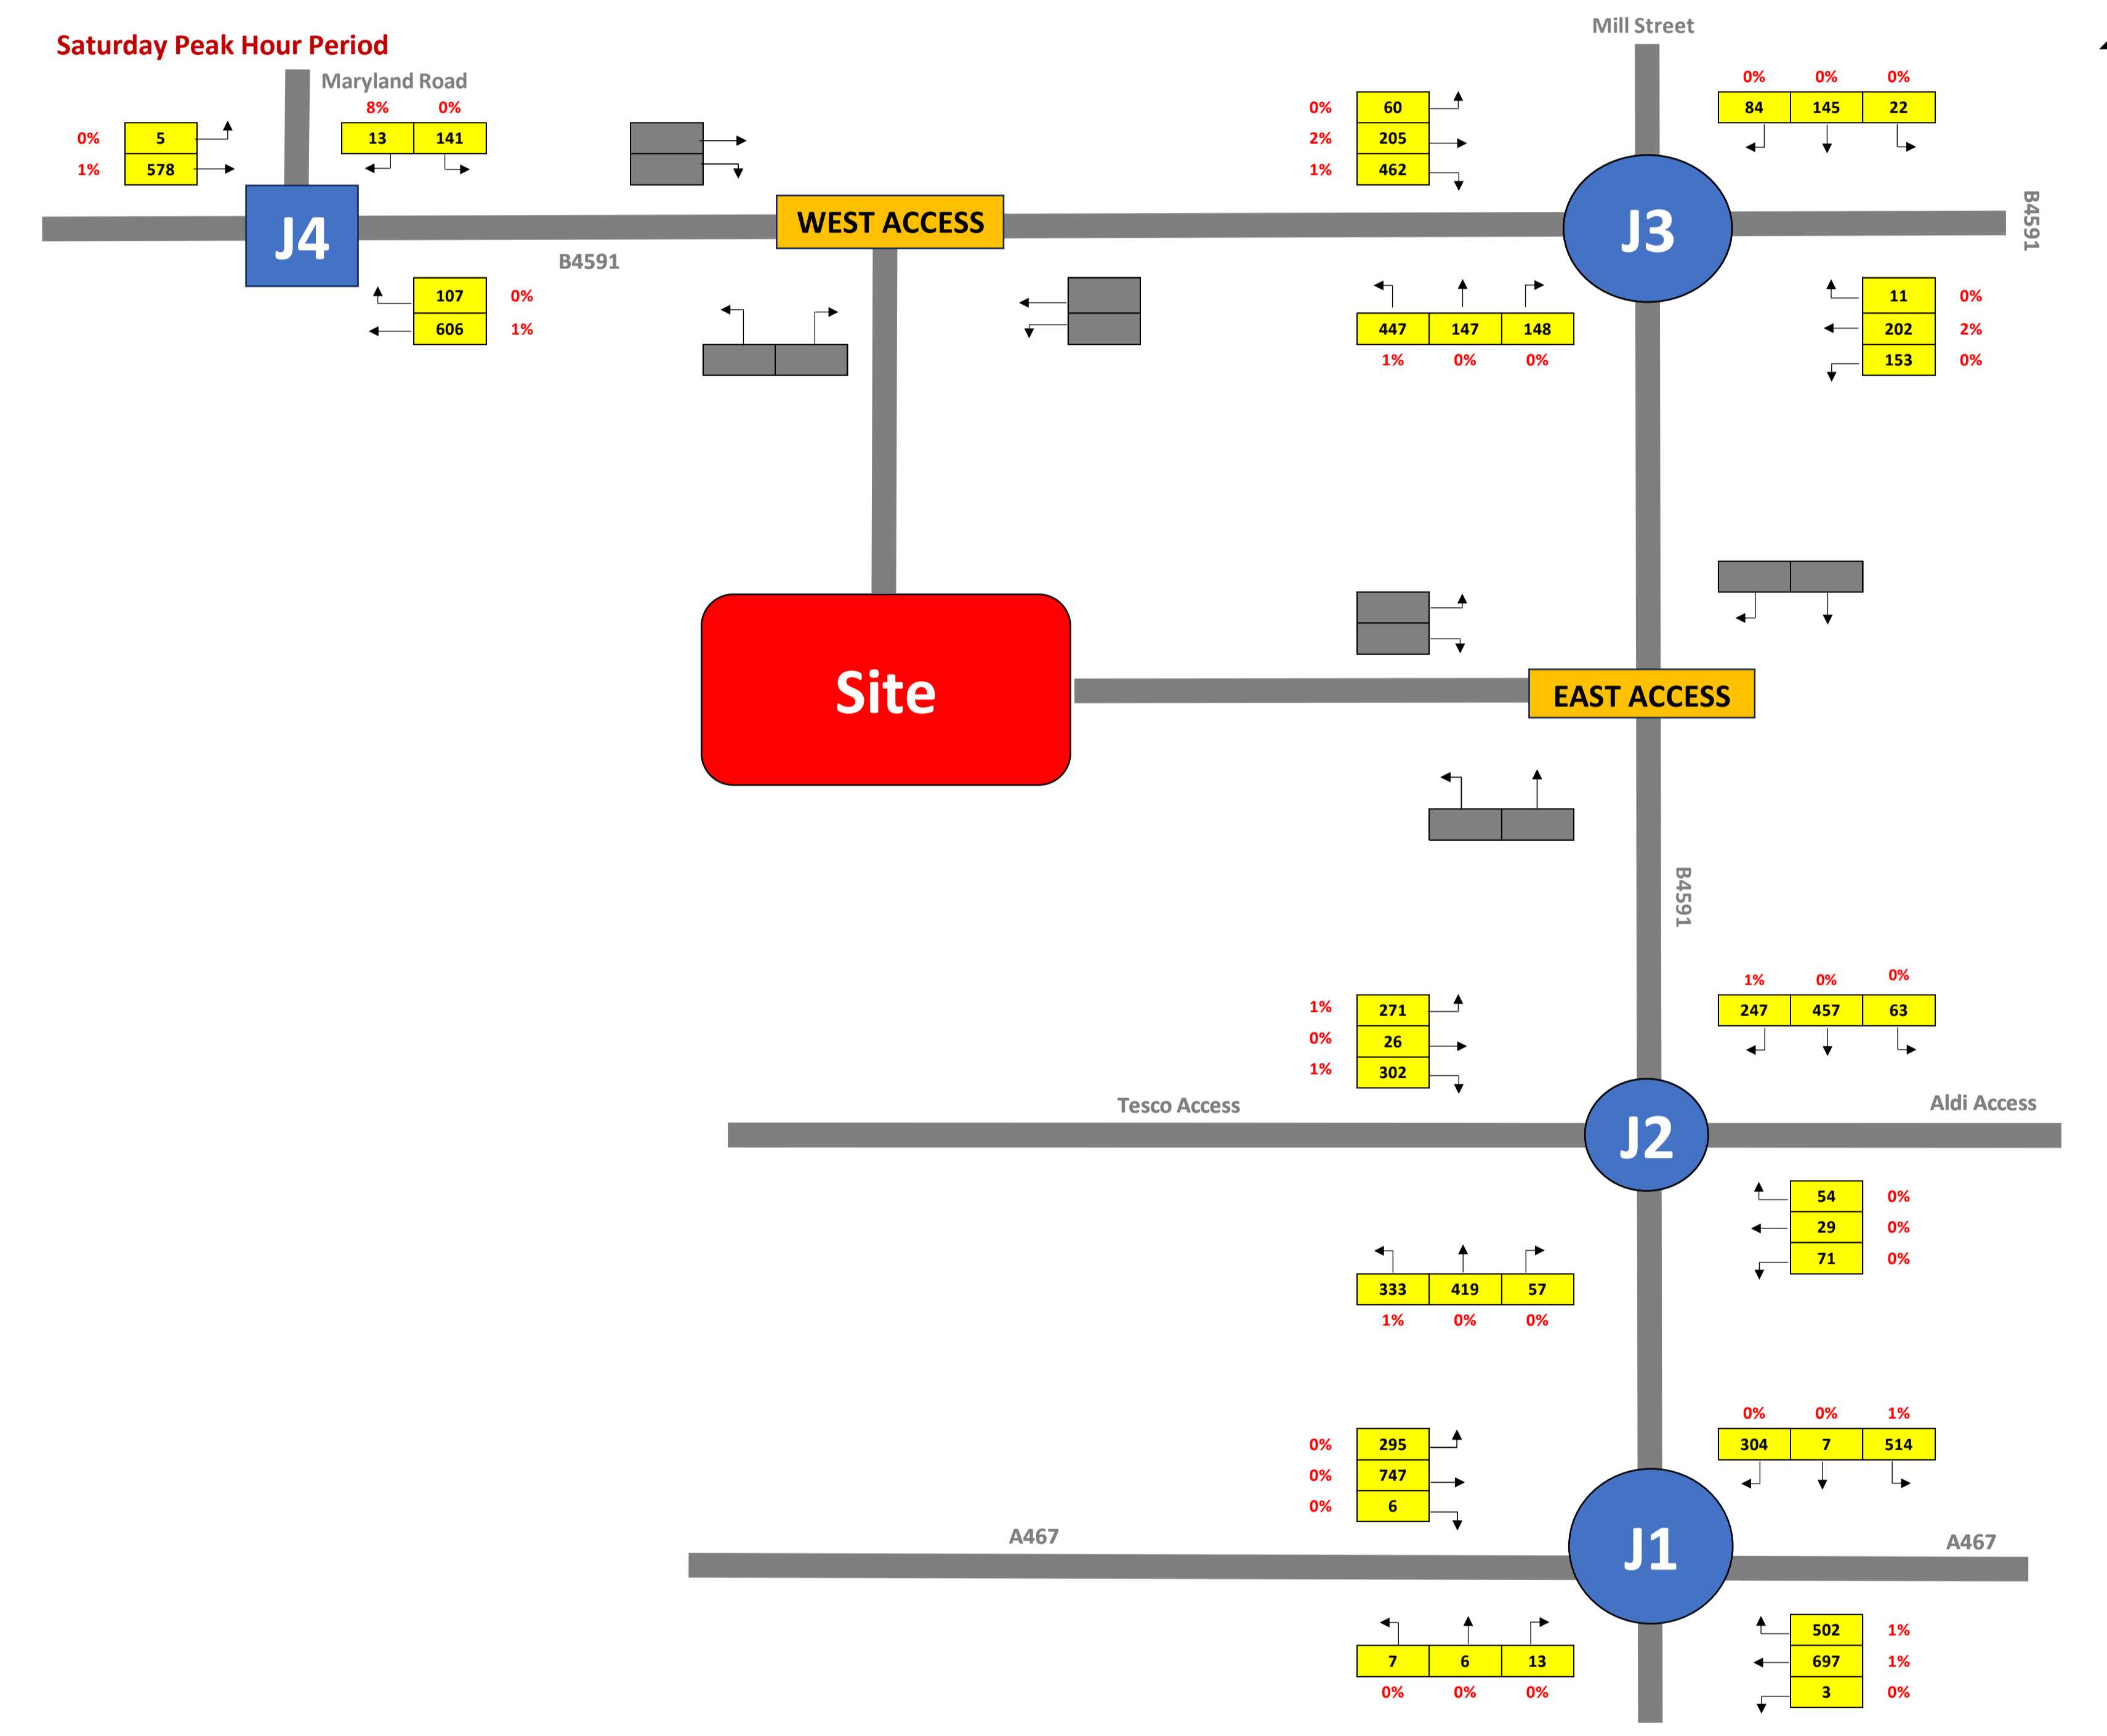 Mill Street
Saturday Peak Hour Period
Maryland Road
0% 0% 0%
8% 0%
0% 60
84 145 22
0% 5
13 141
2% 205
1% 578
1% 462
WEST ACCESS
J4
J3
B4591
B4591
107 0%
606 1%
447 147 148
1% 0% 0%
11 0%
202 2%
153 0%
Site
EAST ACCESS
B4591
1% 0% 0%
1% 271
0% 26
1% 302
247 457 63
Tesco Access
Aldi Access
J2
54 0%
29 0%
71 0%
333 419 57
1% 0% 0%
0% 0% 1%
0% 295
0% 747
0% 6
304 7 514
A467
J1
A467
7 6 13
0% 0% 0%
502 1%
697 1%
3 0%